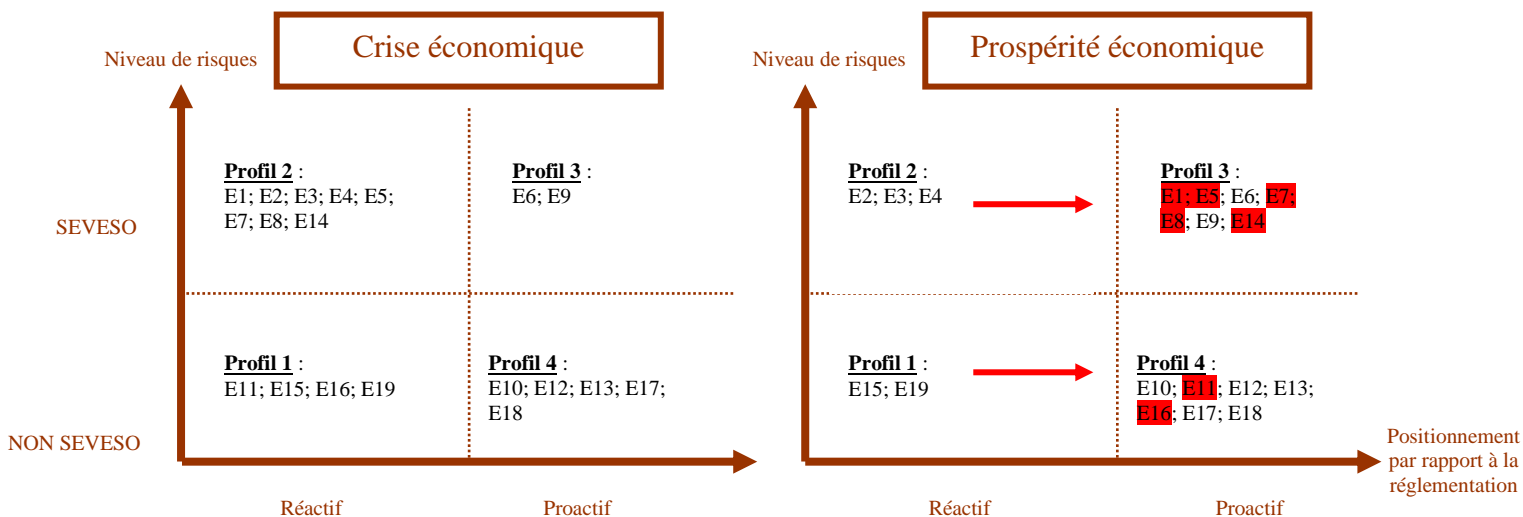 Crise économique
Niveau de risques
Profil 2 :
E1; E2; E3; E4; E5;
E7; E8; E14
Profil 3 :
E6; E9
SEVESO
Profil 1 :
E11; E15; E16; E19
Profil 4 :
E10; E12; E13; E17;
E18
NON SEVESO
Réactif
Proactif
Prospérité économique
Niveau de risques
Profil 2 :
E2; E3; E4
Profil 3 :
E1; E5; E6; E7;
E8; E9; E14
Profil 1 :
E15; E19
Profil 4 :
E10; E11; E12; E13;
E16; E17; E18
Positionnement
par rapport à la
réglementation
Réactif
Proactif